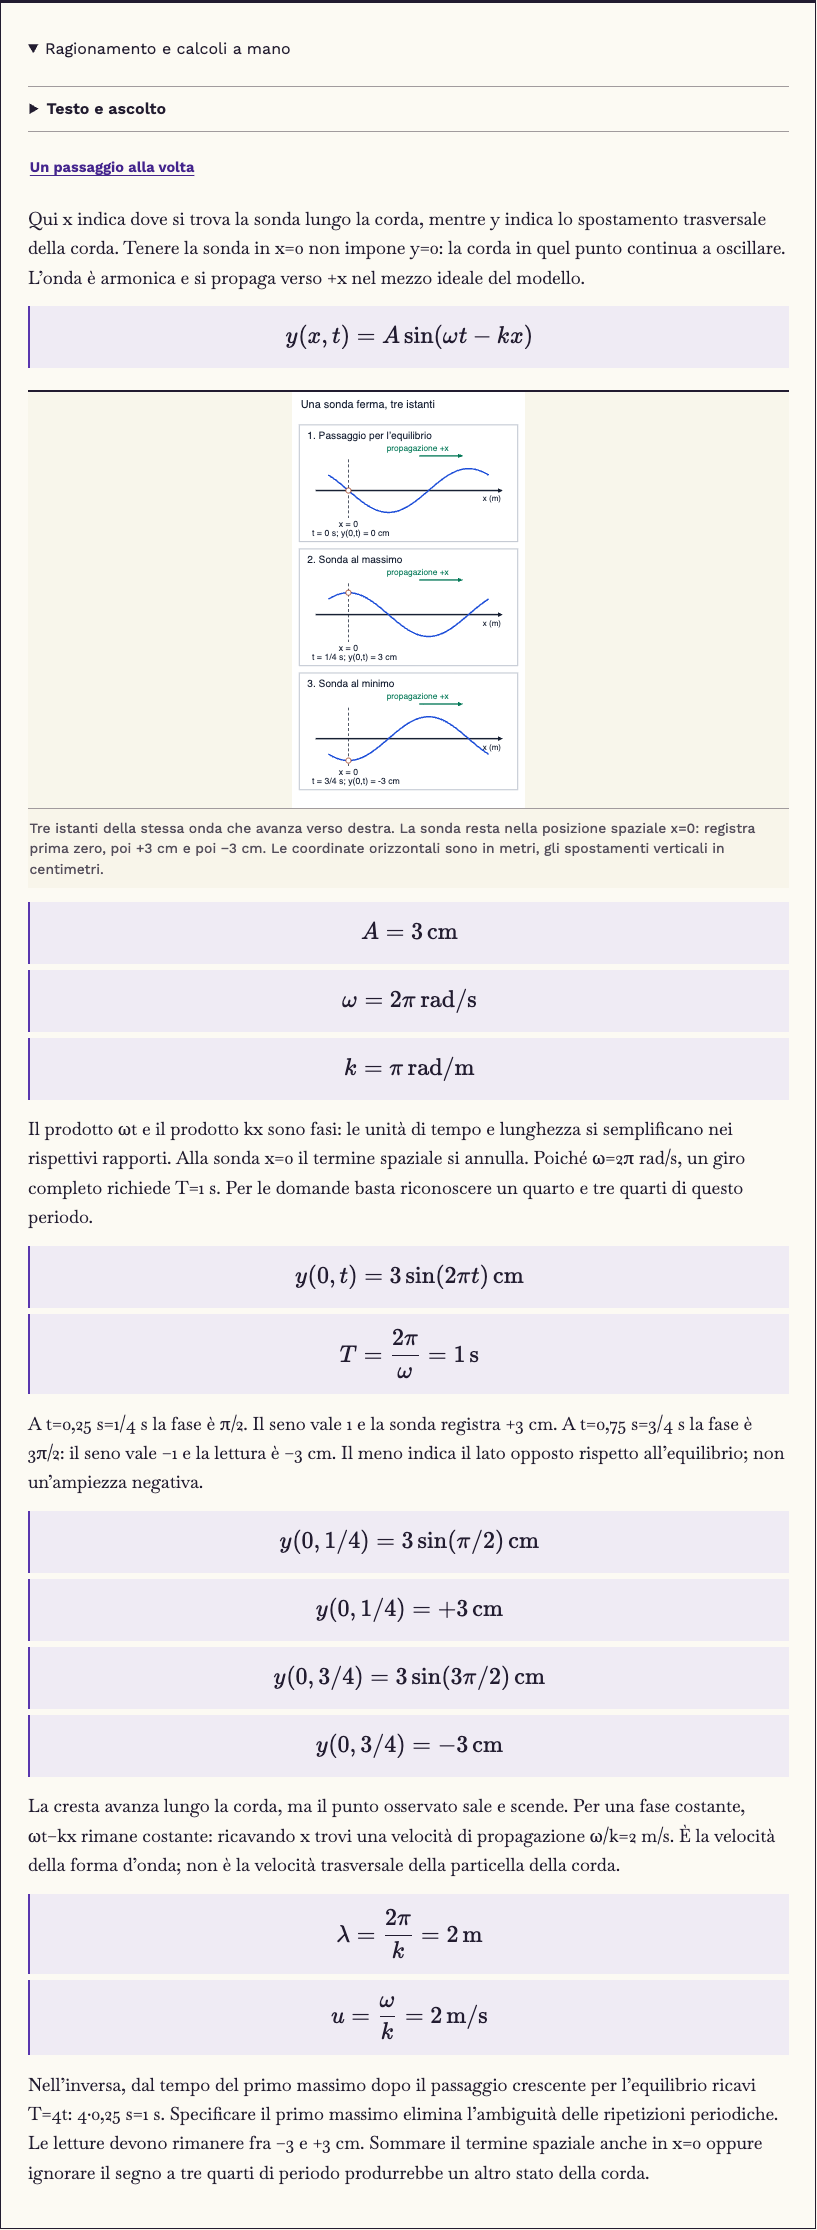 ▼ Ragionamento e calcoli a mano
▶ Testo e ascolto
Un passaggio alla volta
Qui x indica dove si trova la sonda lungo la corda, mentre y indica lo spostamento trasversale
della corda. Tenere la sonda in x=0 non impone y=0: la corda in quel punto continua a oscillare.
L’onda è armonica e si propaga verso +x nel mezzo ideale del modello.
y(x, t) = A sin(ωt − kx)
Una sonda ferma, tre istanti
1. Passaggio per l’equilibrio
propagazione +x
x (m)
x = 0
t = 0 s; y(0,t) = 0 cm
2. Sonda al massimo
propagazione +x
x (m)
x = 0
t = 1/4 s; y(0,t) = 3 cm
3. Sonda al minimo
propagazione +x
x (m)
x = 0
t = 3/4 s; y(0,t) = -3 cm
Tre istanti della stessa onda che avanza verso destra. La sonda resta nella posizione spaziale x=0: registra
prima zero, poi +3 cm e poi −3 cm. Le coordinate orizzontali sono in metri, gli spostamenti verticali in
centimetri.
A = 3 cm
ω = 2π rad/s
k = π rad/m
Il prodotto ωt e il prodotto kx sono fasi: le unità di tempo e lunghezza si semplificano nei
rispettivi rapporti. Alla sonda x=0 il termine spaziale si annulla. Poiché ω=2π rad/s, un giro
completo richiede T=1 s. Per le domande basta riconoscere un quarto e tre quarti di questo
periodo.
y(0, t) = 3 sin(2πt) cm
T = 2π/ω = 1 s
A t=0,25 s=1/4 s la fase è π/2. Il seno vale 1 e la sonda registra +3 cm. A t=0,75 s=3/4 s la fase è
3π/2: il seno vale −1 e la lettura è −3 cm. Il meno indica il lato opposto rispetto all’equilibrio; non
un’ampiezza negativa.
y(0, 1/4) = 3 sin(π/2) cm
y(0, 1/4) = +3 cm
y(0, 3/4) = 3 sin(3π/2) cm
y(0, 3/4) = −3 cm
La cresta avanza lungo la corda, ma il punto osservato sale e scende. Per una fase costante,
ωt−kx rimane costante: ricavando x trovi una velocità di propagazione ω/k=2 m/s. È la velocità
della forma d’onda; non è la velocità trasversale della particella della corda.
λ = 2π/k = 2 m
u = ω/k = 2 m/s
Nell’inversa, dal tempo del primo massimo dopo il passaggio crescente per l’equilibrio ricavi
T=4t: 4·0,25 s=1 s. Specificare il primo massimo elimina l’ambiguità delle ripetizioni periodiche.
Le letture devono rimanere fra −3 e +3 cm. Sommare il termine spaziale anche in x=0 oppure
ignorare il segno a tre quarti di periodo produrrebbe un altro stato della corda.